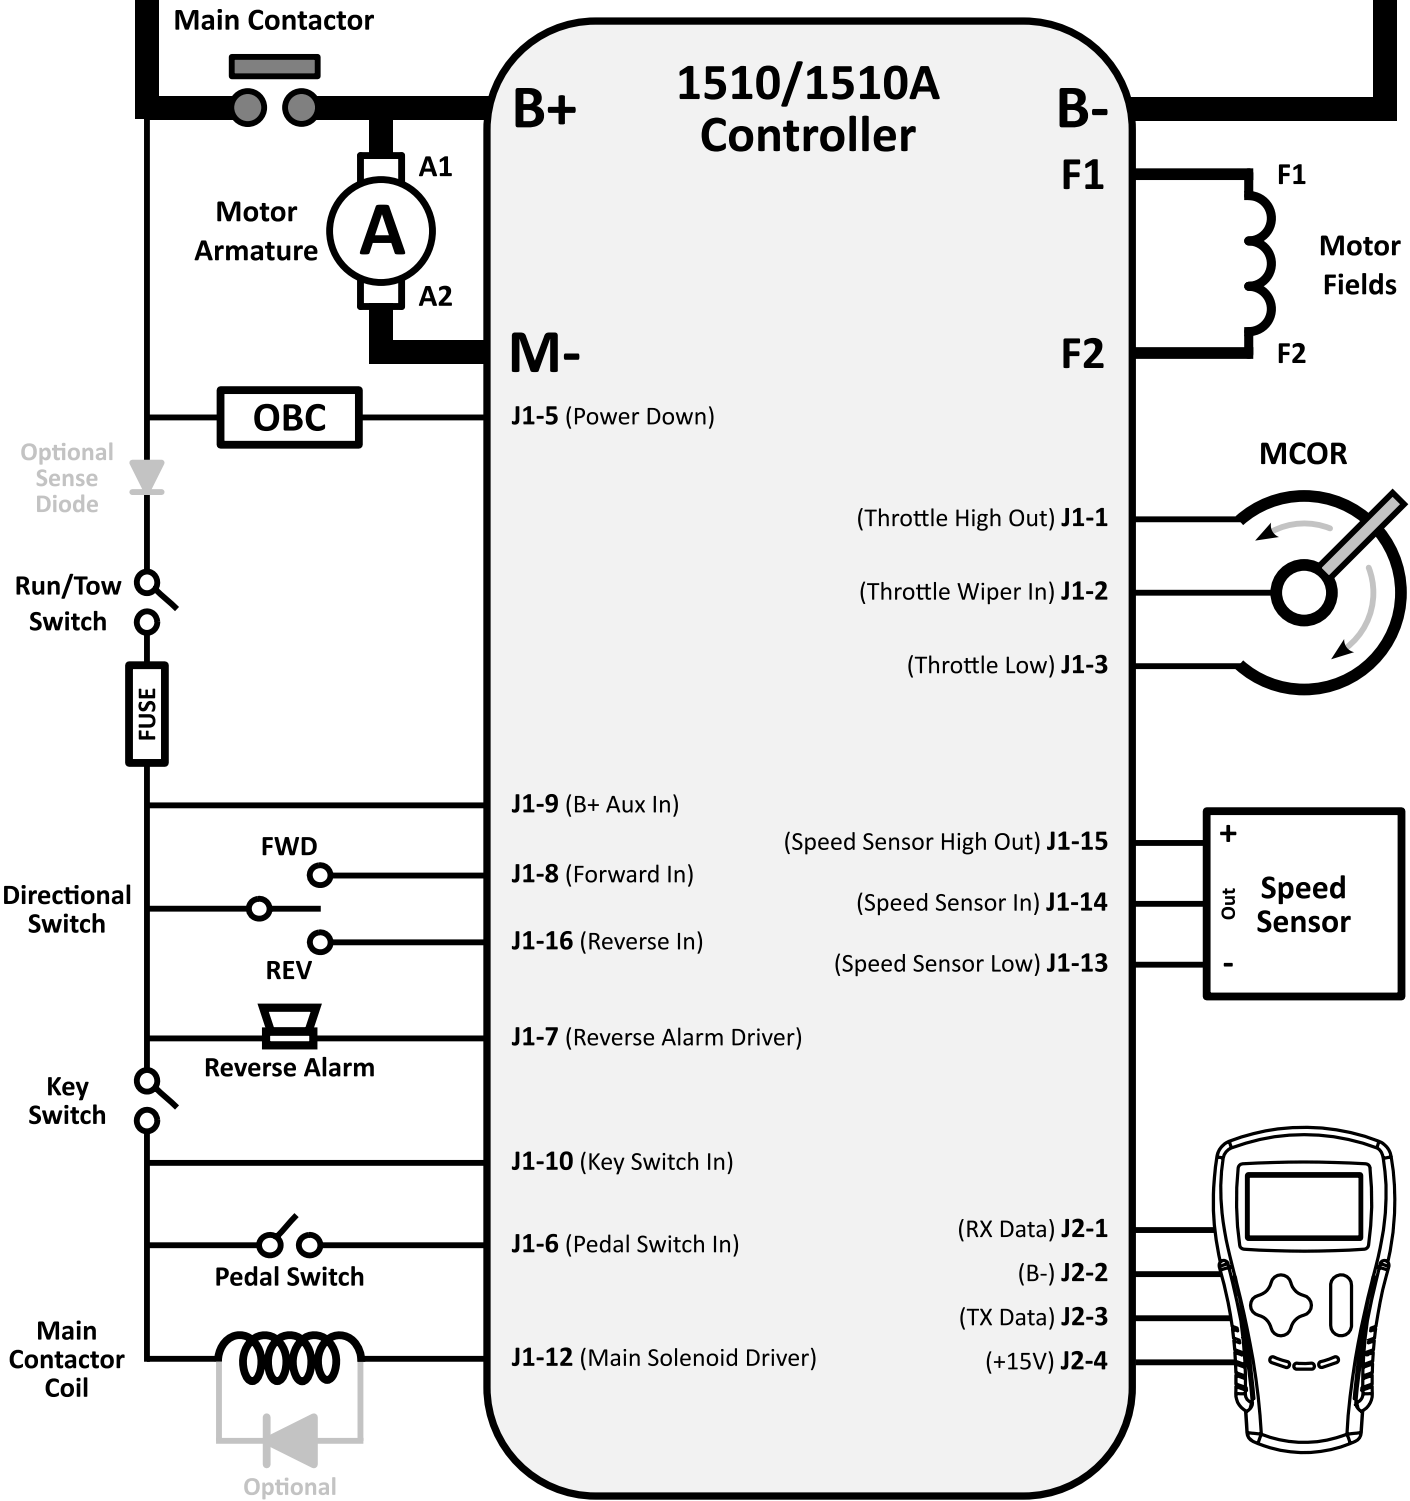 Main Contactor
1510/1510A
Controller
B+
B-
A1
Motor
Armature
A
A2
M-
F1
F1
Motor
Fields
F2
F2
OBC
J1-5 (Power Down)
Optional
Sense
Diode
MCOR
(Throttle High Out) J1-1
Run/Tow
Switch
(Throttle Wiper In) J1-2
(Throttle Low) J1-3
FUSE
J1-9 (B+ Aux In)
FWD
J1-8 (Forward In)
Directional
Switch
J1-16 (Reverse In)
REV
(Speed Sensor High Out) J1-15
+
(Speed Sensor In) J1-14
Out
Speed
Sensor
(Speed Sensor Low) J1-13
-
J1-7 (Reverse Alarm Driver)
Reverse Alarm
Key
Switch
J1-10 (Key Switch In)
J1-6 (Pedal Switch In)
Pedal Switch
(RX Data) J2-1
(B-) J2-2
(TX Data) J2-3
(+15V) J2-4
Main
Contactor
Coil
J1-12 (Main Solenoid Driver)
Optional